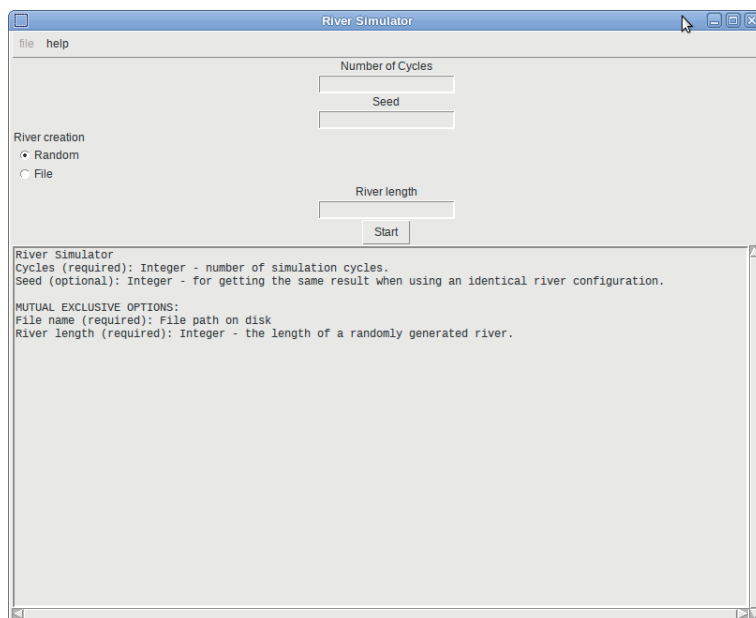 River Simulator
file help
Number of Cycles
Seed
River creation
Random
File
River length
Start
River Simulator
Cycles (required): Integer - number of simulation cycles.
Seed (optional): Integer - for getting the same result when using an identical river configuration.
MUTUAL EXCLUSIVE OPTIONS:
File name (required): File path on disk
River length (required): Integer - the length of a randomly generated river.